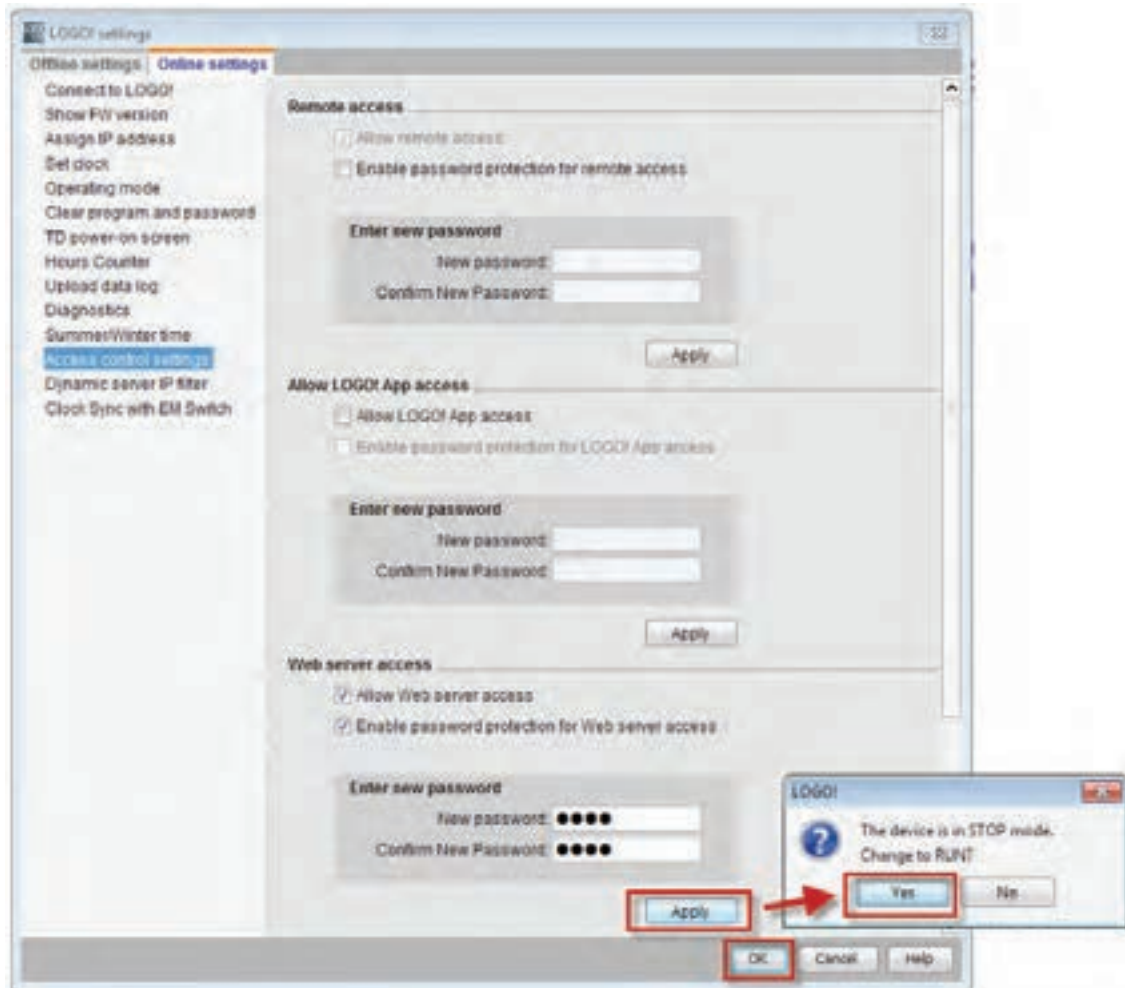 LOGO! settings
Offline settings
Online settings
Connect to LOGO!
Show FW version
Assign IP address
Set clock
Operating mode
Clear program and password
TD power-on screen
Hours Counter
Upload data log
Diagnostics
Summer/Winter time
Access control settings
Dynamic server IP filter
Clock Sync with EM Switch
Remote access
Allow remote access
Enable password protection for remote access
Enter new password
New password:
Confirm New Password:
Apply
Allow LOGO! App access
Allow LOGO! App access
Enable password protection for LOGO! App access
Enter new password
New password:
Confirm New Password:
Apply
Web server access
Allow Web server access
Enable password protection for Web server access
Enter new password
New password: ●●●●
Confirm New Password: ●●●●
Apply
LOGO!
The device is in STOP mode.
Change to RUN?
Yes
No
OK
Cancel
Help